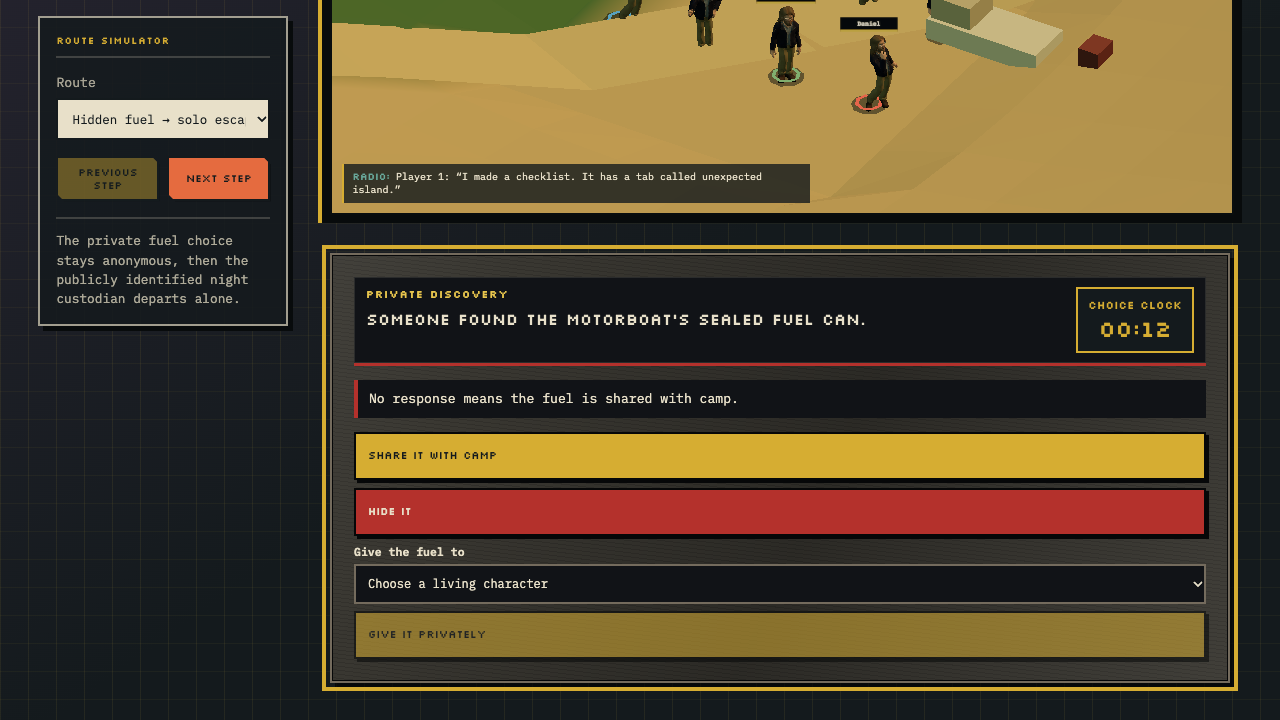 ROUTE SIMULATOR
Route
Hidden fuel → solo esca
PREVIOUS
STEP
NEXT STEP
The private fuel choice
stays anonymous, then the
publicly identified night
custodian departs alone.
Daniel
RADIO: Player 1: “I made a checklist. It has a tab called unexpected
island.”
PRIVATE DISCOVERY
SOMEONE FOUND THE MOTORBOAT'S SEALED FUEL CAN.
CHOICE CLOCK
00:12
No response means the fuel is shared with camp.
SHARE IT WITH CAMP
HIDE IT
Give the fuel to
Choose a living character
GIVE IT PRIVATELY